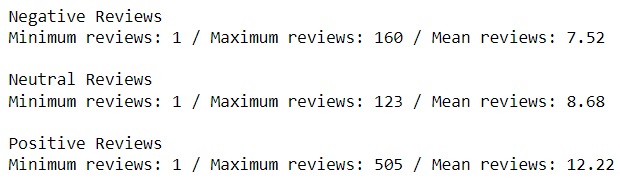 Negative Reviews
Minimum reviews: 1 / Maximum reviews: 160 / Mean reviews: 7.52
Neutral Reviews
Minimum reviews: 1 / Maximum reviews: 123 / Mean reviews: 8.68
Positive Reviews
Minimum reviews: 1 / Maximum reviews: 505 / Mean reviews: 12.22